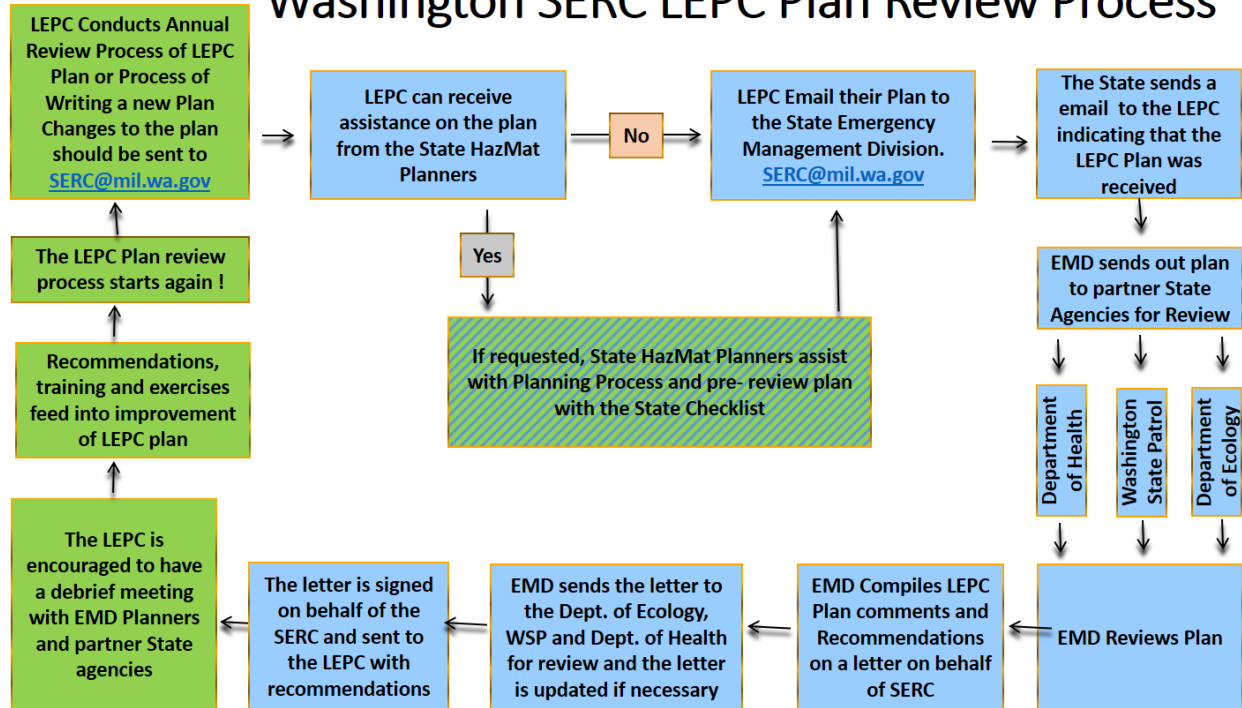 Washington SERC LEPC Plan Review Process
LEPC Conducts Annual
Review Process of LEPC
Plan or Process of
Writing a new Plan
Changes to the plan
should be sent to
SERC@mil.wa.gov
LEPC can receive
assistance on the plan
from the State HazMat
Planners
No
LEPC Email their Plan to
the State Emergency
Management Division.
SERC@mil.wa.gov
The State sends a
email to the LEPC
indicating that the
LEPC Plan was
received
Yes
If requested, State HazMat Planners assist
with Planning Process and pre- review plan
with the State Checklist
EMD sends out plan
to partner State
Agencies for Review
Department
of Health
Washington
State Patrol
Department
of Ecology
EMD Reviews Plan
EMD Compiles LEPC
Plan comments and
Recommendations
on a letter on behalf
of SERC
EMD sends the letter to
the Dept. of Ecology,
WSP and Dept. of Health
for review and the letter
is updated if necessary
The letter is signed
on behalf of the
SERC and sent to
the LEPC with
recommendations
The LEPC is
encouraged to have
a debrief meeting
with EMD Planners
and partner State
agencies
Recommendations,
training and exercises
feed into improvement
of LEPC plan
The LEPC Plan review
process starts again !